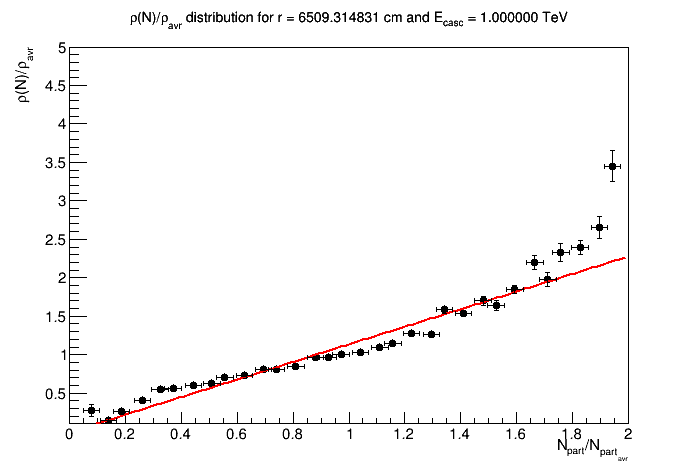 ρ(N)/ρavr distribution for r = 6509.314831 cm and Ecasc = 1.000000 TeV
ρ(N)/ρavr
5
4.5
4
3.5
3
2.5
2
1.5
1
0.5
0 0.2 0.4 0.6 0.8 1 1.2 1.4 1.6 1.8 2
Npart/Npartavr